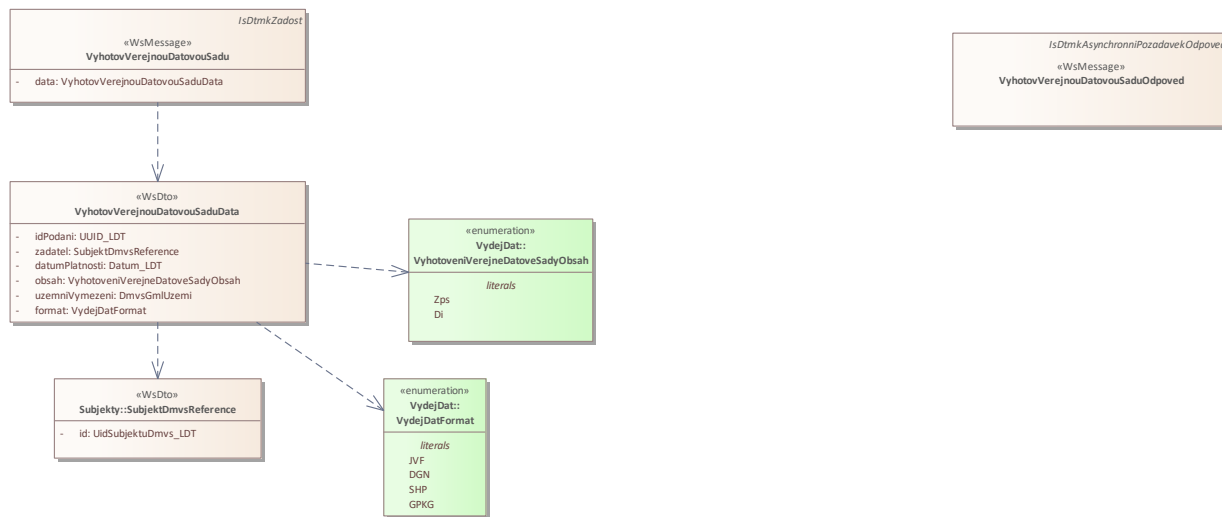 IsDtmkZadost
«WsMessage»
VyhotovVerejnouDatovouSadu
- data: VyhotovVerejnouDatovouSaduData
IsDtmkAsynchronniPozadavekOdpoved
«WsMessage»
VyhotovVerejnouDatovouSaduOdpoved
«WsDto»
VyhotovVerejnouDatovouSaduData
- idPodani: UUID_LDT
- zadatel: SubjektDmvsReference
- datumPlatnosti: Datum_LDT
- obsah: VyhotoveniVerejneDatoveSadyObsah
- uzemniVymezeni: DmvsGmlUzemi
- format: VydejDatFormat
«enumeration»
VydejDat::
VyhotoveniVerejneDatoveSadyObsah
literals
Zps
Di
«WsDto»
Subjekty::SubjektDmvsReference
- id: UidSubjektuDmvs_LDT
«enumeration»
VydejDat::
VydejDatFormat
literals
JVF
DGN
SHP
GPKG